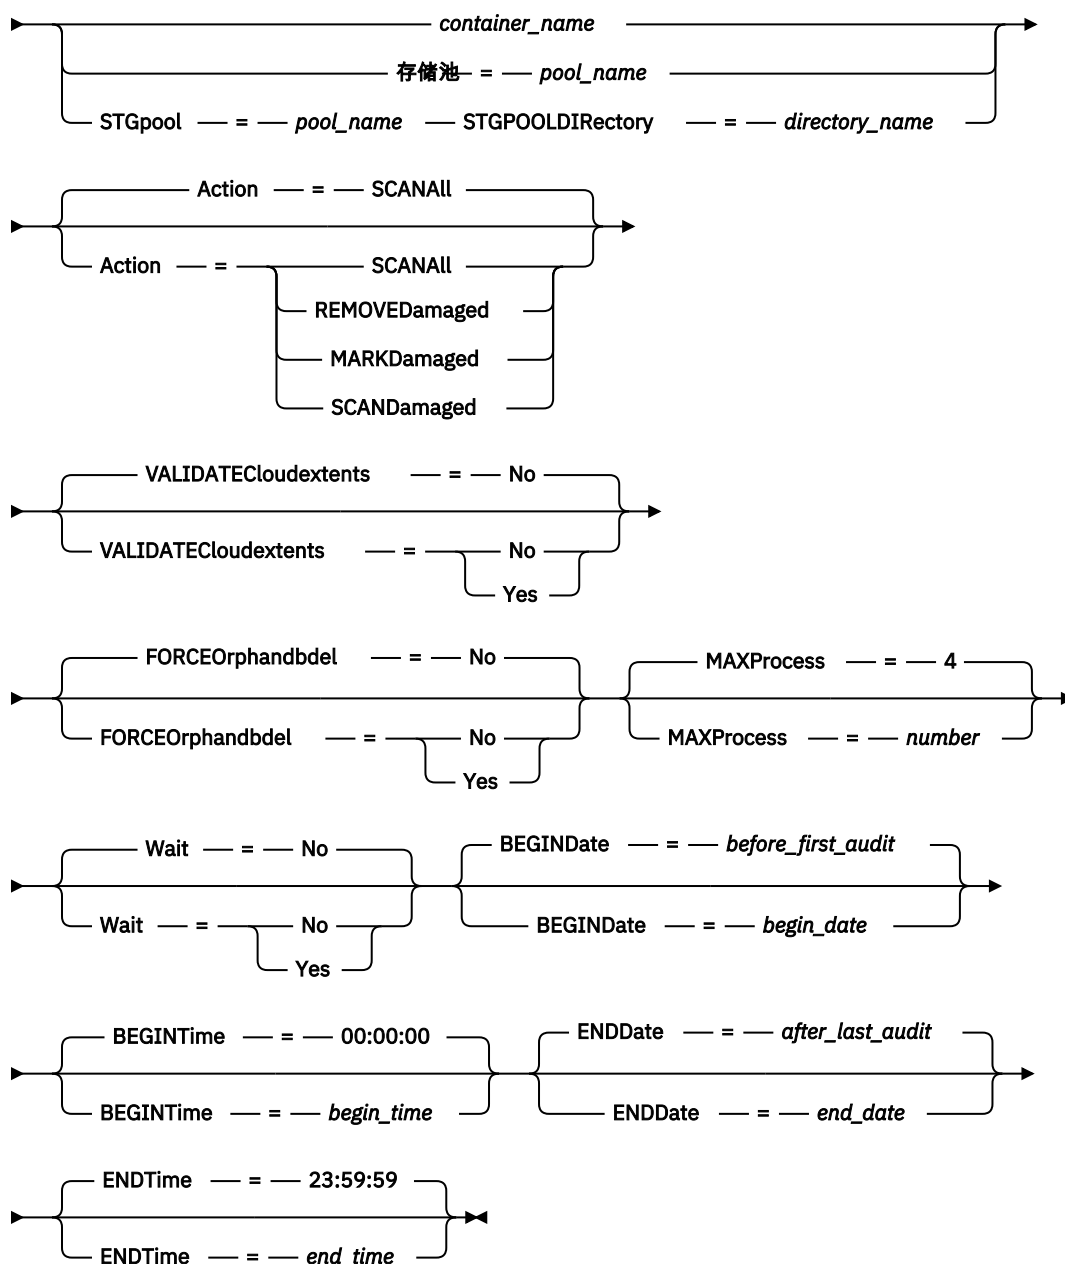 container_name
存储池 = pool_name
STGpool = pool_name STGPOOLDIRectory = directory_name
Action = SCANAll
Action = SCANAll
REMOVEDamaged
MARKDamaged
SCANDamaged
VALIDATECloudextents = No
VALIDATECloudextents = No
Yes
FORCEOrphandbdel = No MAXProcess = 4
FORCEOrphandbdel = No MAXProcess = number
Yes
Wait = No BEGINDate = before_first_audit
Wait = No BEGINDate = begin_date
Yes
BEGINTime = 00:00:00 ENDDate = after_last_audit
BEGINTime = begin_time ENDDate = end_date
ENDTime = 23:59:59
ENDTime = end_time